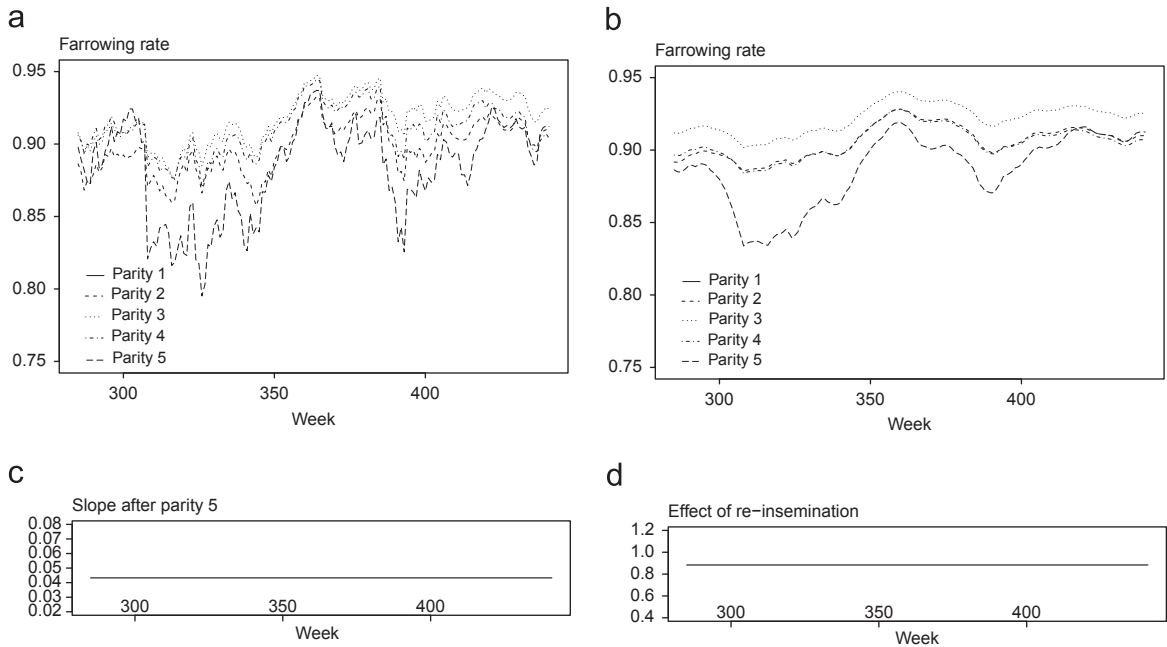 a
Farrowing rate
0.95
0.90
0.85
0.80
0.75
Parity 1
Parity 2
Parity 3
Parity 4
Parity 5
300 350 400
Week
b
Farrowing rate
0.95
0.90
0.85
0.80
0.75
Parity 1
Parity 2
Parity 3
Parity 4
Parity 5
300 350 400
Week
c
Slope after parity 5
0.08
0.07
0.06
0.05
0.04
0.03
0.02
300 350 400
Week
d
Effect of re−insemination
1.2
1.0
0.8
0.6
0.4
300 350 400
Week